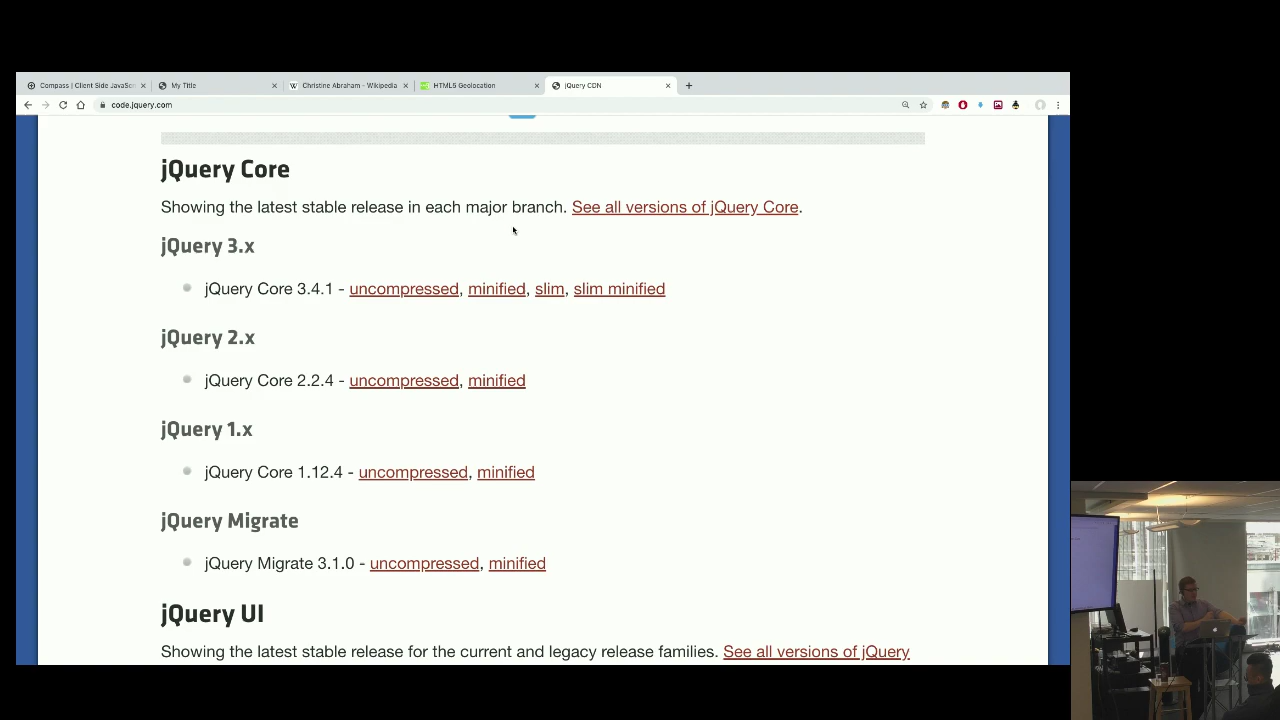 Compass | Client Side JavaSc
My Title
Christine Abraham - Wikipedia
HTML5 Geolocation
jQuery CDN
code.jquery.com
jQuery Core
Showing the latest stable release in each major branch. See all versions of jQuery Core.
jQuery 3.x
jQuery Core 3.4.1 - uncompressed, minified, slim, slim minified
jQuery 2.x
jQuery Core 2.2.4 - uncompressed, minified
jQuery 1.x
jQuery Core 1.12.4 - uncompressed, minified
jQuery Migrate
jQuery Migrate 3.1.0 - uncompressed, minified
jQuery UI
Showing the latest stable release for the current and legacy release families. See all versions of jQuery